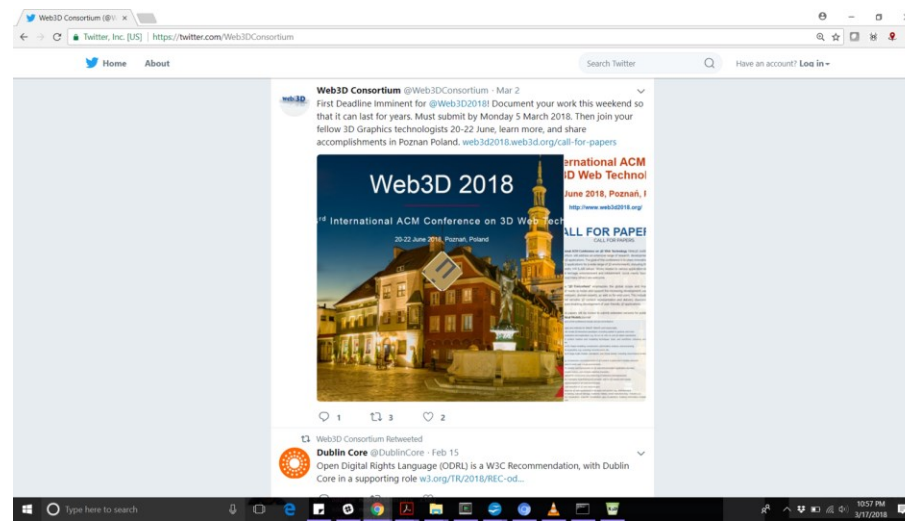 Web3D Consortium (@W
Twitter, Inc. [US] https://twitter.com/Web3DConsortium
Home About Search Twitter Have an account? Log in
Web3D Consortium @Web3DConsortium · Mar 2
First Deadline Imminent for @Web3D2018! Document your work this weekend so
that it can last for years. Must submit by Monday 5 March 2018. Then join your
fellow 3D Graphics technologists 20-22 June, learn more, and share
accomplishments in Poznan Poland. web3d2018.web3d.org/call-for-papers
web3D
Web3D 2018
rd International ACM Conference on 3D Web Tech
20-22 June 2018, Poznań, Poland
ernational ACM
3D Web Technol
June 2018, Poznań, P
http://www.web3d2018.org/
ALL FOR PAPER
CALL FOR PAPERS
1 3 2
Web3D Consortium Retweeted
Dublin Core @DublinCore · Feb 15
Open Digital Rights Language (ODRL) is a W3C Recommendation, with Dublin
Core in a supporting role w3.org/TR/2018/REC-od...
Type here to search
10:57 PM
3/17/2018